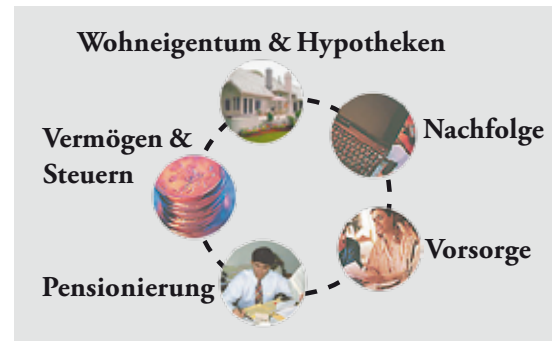 Wohneigentum & Hypotheken
Nachfolge
Vermögen &
Steuern
Vorsorge
Pensionierung